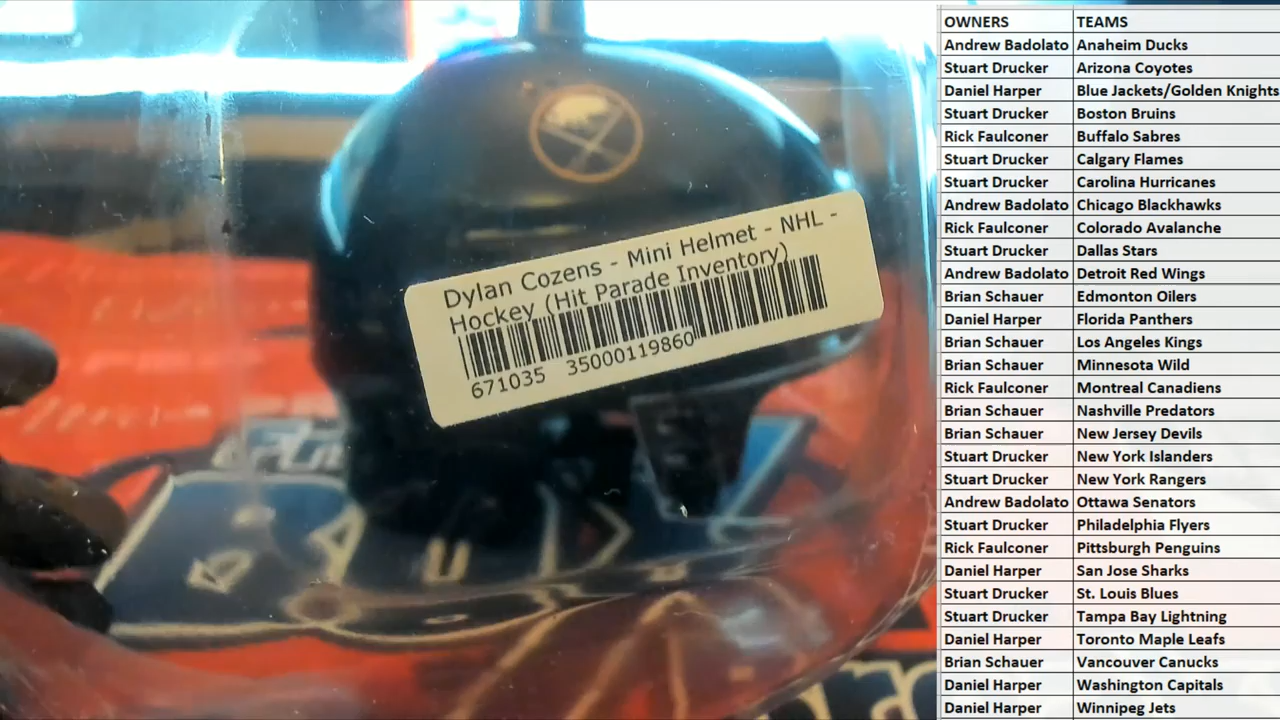 Dylan Cozens - Mini Helmet - NHL -
Hockey (Hit Parade Inventory)
671035 35000119860
OWNERS TEAMS
Andrew Badolato Anaheim Ducks
Stuart Drucker Arizona Coyotes
Daniel Harper Blue Jackets/Golden Knights
Stuart Drucker Boston Bruins
Rick Faulconer Buffalo Sabres
Stuart Drucker Calgary Flames
Stuart Drucker Carolina Hurricanes
Andrew Badolato Chicago Blackhawks
Rick Faulconer Colorado Avalanche
Stuart Drucker Dallas Stars
Andrew Badolato Detroit Red Wings
Brian Schauer Edmonton Oilers
Daniel Harper Florida Panthers
Brian Schauer Los Angeles Kings
Brian Schauer Minnesota Wild
Rick Faulconer Montreal Canadiens
Brian Schauer Nashville Predators
Brian Schauer New Jersey Devils
Stuart Drucker New York Islanders
Stuart Drucker New York Rangers
Andrew Badolato Ottawa Senators
Stuart Drucker Philadelphia Flyers
Rick Faulconer Pittsburgh Penguins
Daniel Harper San Jose Sharks
Stuart Drucker St. Louis Blues
Stuart Drucker Tampa Bay Lightning
Daniel Harper Toronto Maple Leafs
Brian Schauer Vancouver Canucks
Daniel Harper Washington Capitals
Daniel Harper Winnipeg Jets